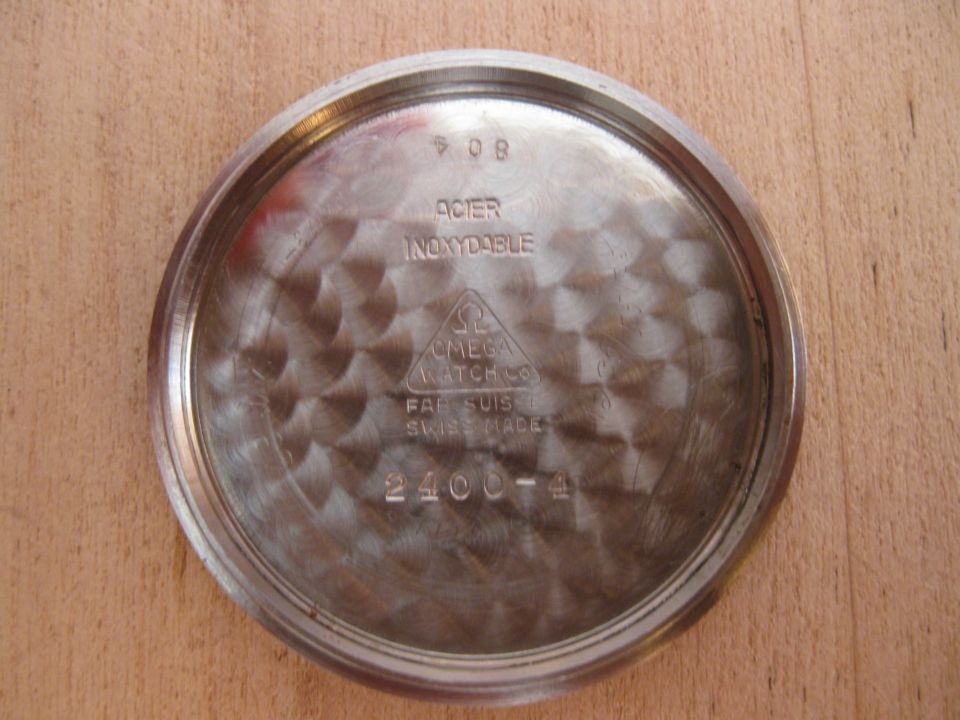 804
ACIER
INOXYDABLE
Ω
OMEGA
WATCH Co
FAB. SUISSE
SWISS MADE
2400-4